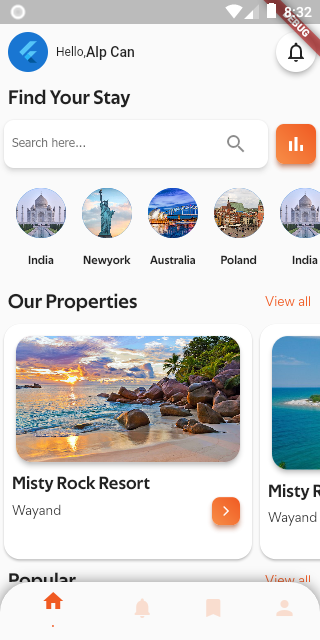 8:32
DEBUG
Hello,Alp Can
Find Your Stay
Search here...
India
Newyork
Australia
Poland
India
Our Properties
View all
Misty Rock Resort
Wayand
Misty R
Wayand
Popular
View all